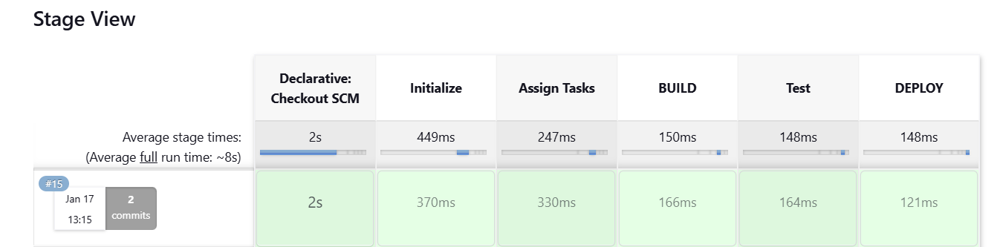 Stage View
Declarative:
Checkout SCM
Initialize
Assign Tasks
BUILD
Test
DEPLOY
Average stage times:
(Average full run time: ~8s)
2s
449ms
247ms
150ms
148ms
148ms
#15
Jan 17
13:15
2
commits
2s
370ms
330ms
166ms
164ms
121ms